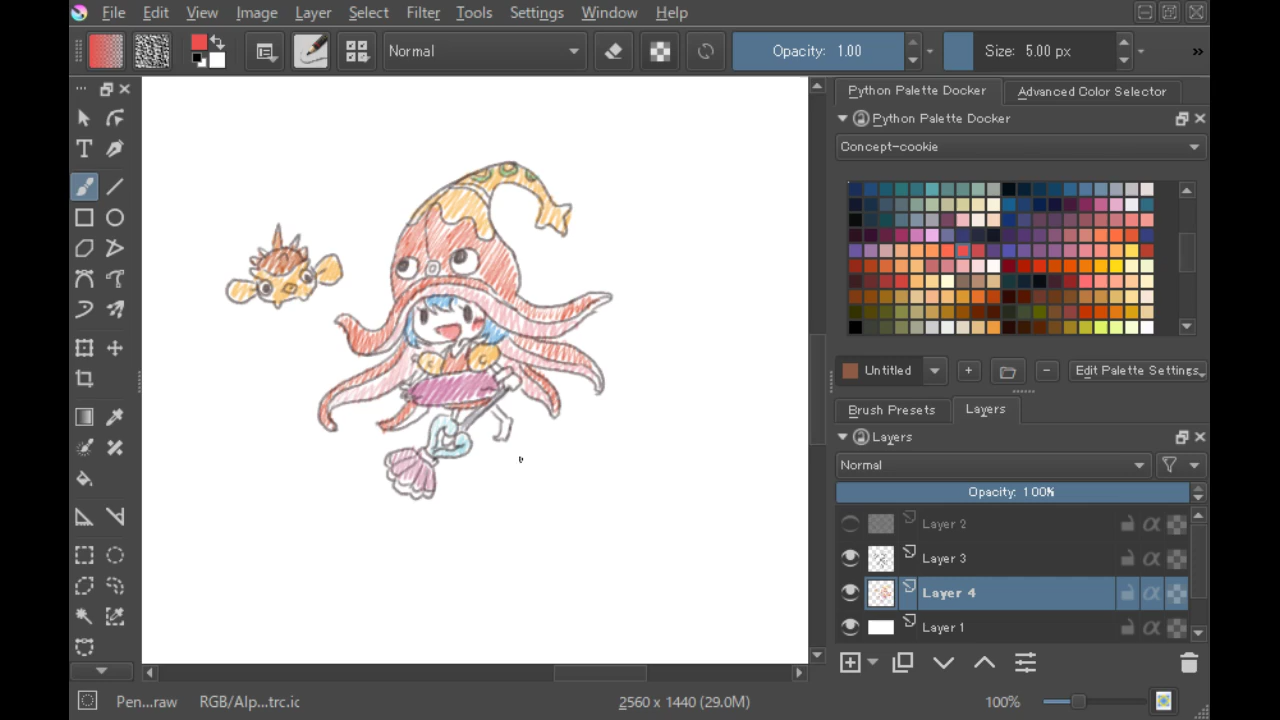 File Edit View Image Layer Select Filter Tools Settings Window Help
Normal Opacity: 1.00 Size: 5.00 px »
Python Palette Docker Advanced Color Selector
Python Palette Docker
Concept-cookie
Untitled + − Edit Palette Settings
Brush Presets Layers
Layers
Normal
Opacity: 100%
Layer 2
Layer 3
Layer 4
Layer 1
Pen...raw RGB/Alp...trc.ic 2560 x 1440 (29.0M) 100%